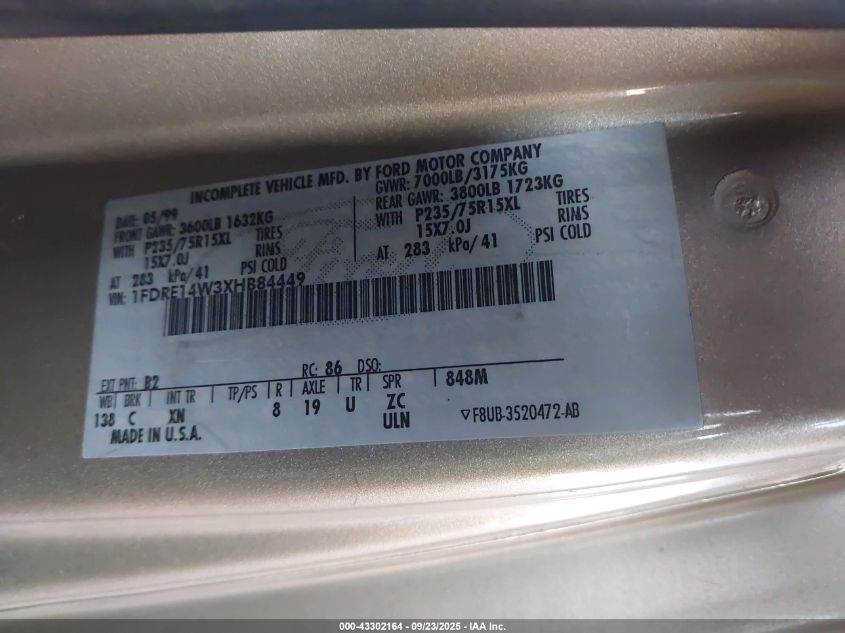 INCOMPLETE VEHICLE MFD. BY FORD MOTOR COMPANY
DATE: 05/99 GVWR: 7000LB/3175KG
FRONT GAWR: 3600LB 1632KG REAR GAWR: 3800LB 1723KG
WITH P235/75R15XL TIRES WITH P235/75R15XL TIRES
15X7.0J RIMS 15X7.0J RIMS
AT 283 kPa/41 PSI COLD AT 283 kPa/41 PSI COLD
VIN: 1FDRE14W3XHB84449
EXT PNT: B2 RC: 86 DSO:
WB BRK INT TR TP/PS R AXLE TR SPR 848M
138 C XN 8 19 U ZC
MADE IN U.S.A. ULN ▽F8UB-3520472-AB
000-43302164 - 09/23/2025 - IAA Inc.